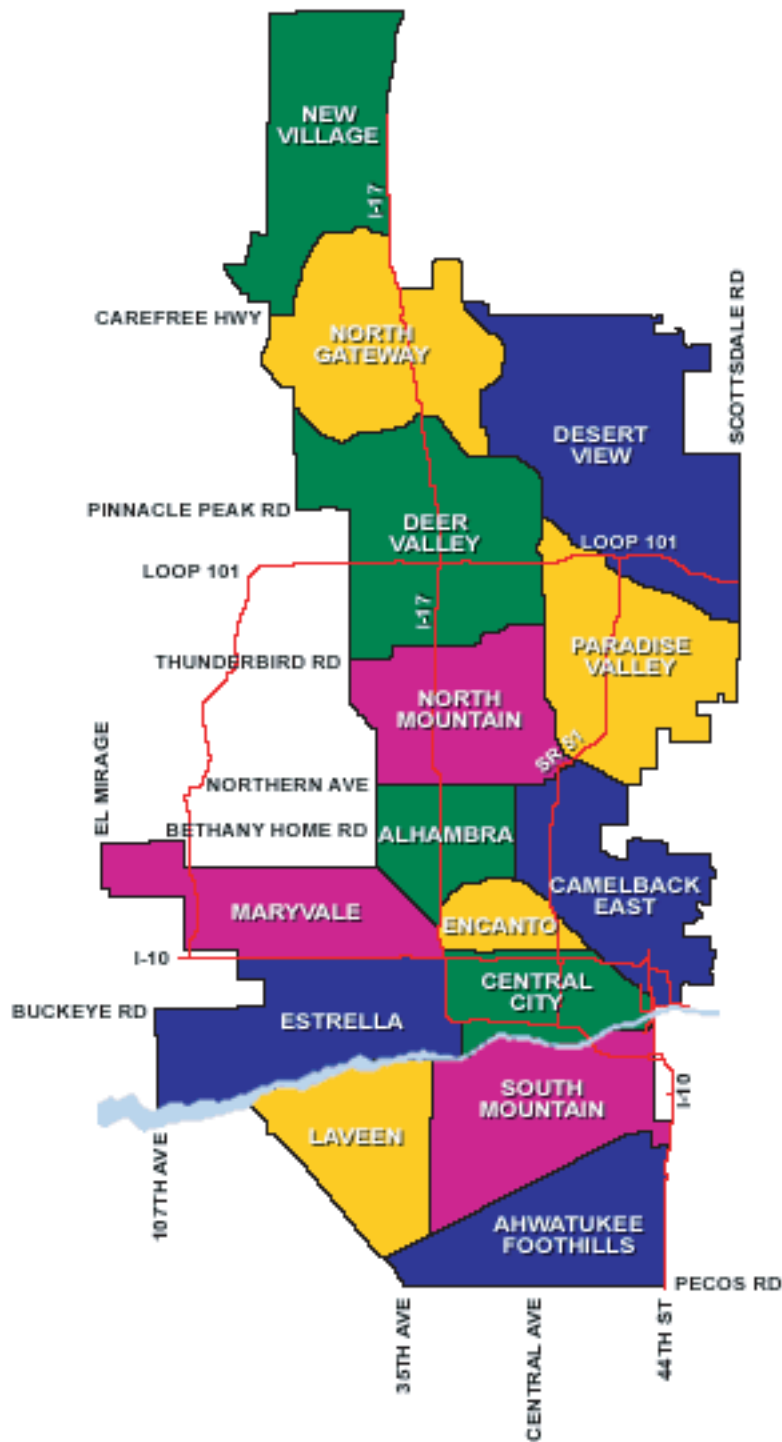 NEW
VILLAGE
I-17
CAREFREE HWY
NORTH
GATEWAY
SCOTTSDALE RD
DESERT
VIEW
PINNACLE PEAK RD
DEER
VALLEY
LOOP 101
LOOP 101
I-17
THUNDERBIRD RD
PARADISE
VALLEY
NORTH
MOUNTAIN
SR 51
EL MIRAGE
NORTHERN AVE
BETHANY HOME RD
ALHAMBRA
CAMELBACK
EAST
MARYVALE
ENCANTO
I-10
CENTRAL
CITY
BUCKEYE RD
ESTRELLA
SOUTH
MOUNTAIN
I-10
LAVEEN
107TH AVE
AHWATUKEE
FOOTHILLS
PECOS RD
35TH AVE
CENTRAL AVE
44TH ST